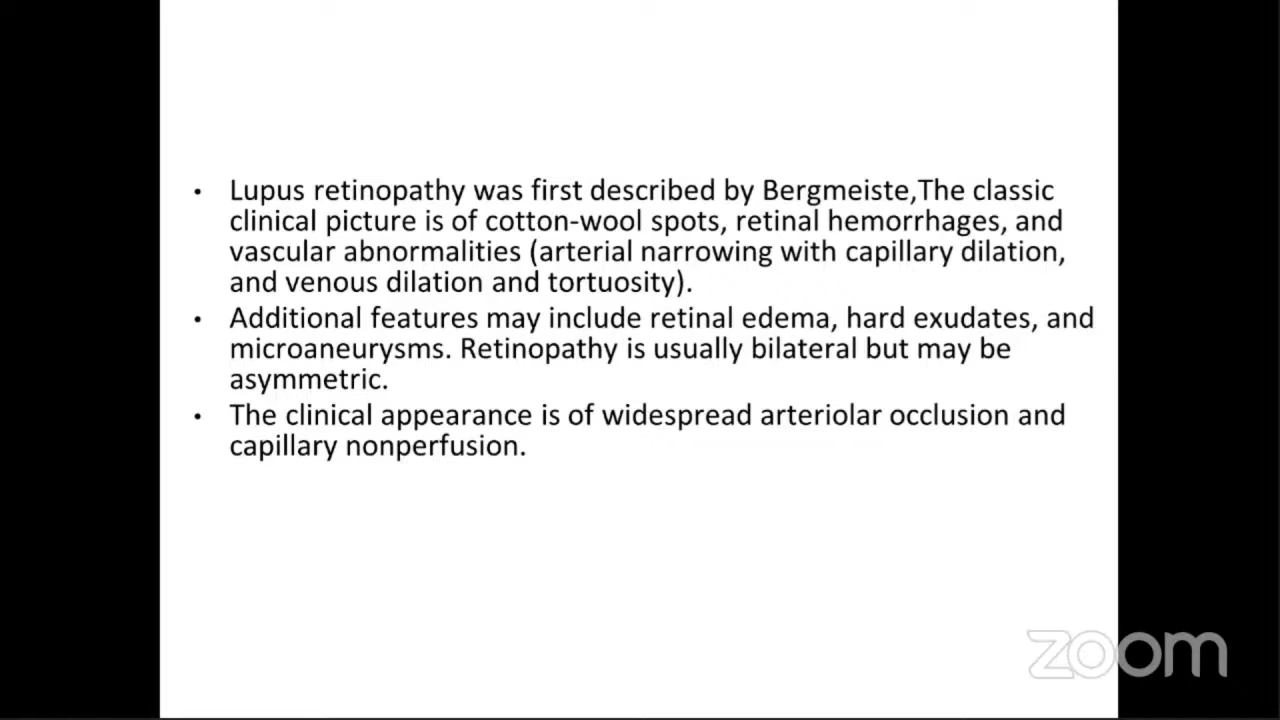 • Lupus retinopathy was first described by Bergmeiste,The classic
clinical picture is of cotton-wool spots, retinal hemorrhages, and
vascular abnormalities (arterial narrowing with capillary dilation,
and venous dilation and tortuosity).
• Additional features may include retinal edema, hard exudates, and
microaneurysms. Retinopathy is usually bilateral but may be
asymmetric.
• The clinical appearance is of widespread arteriolar occlusion and
capillary nonperfusion.
zoom